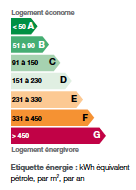 Logement économe
< 50 A
51 à 90 B
91 à 150 C
151 à 230 D
231 à 330 E
331 à 450 F
> 450 G
Logement énergivore
Etiquette énergie : kWh équivalent
pétrole, par m², par an